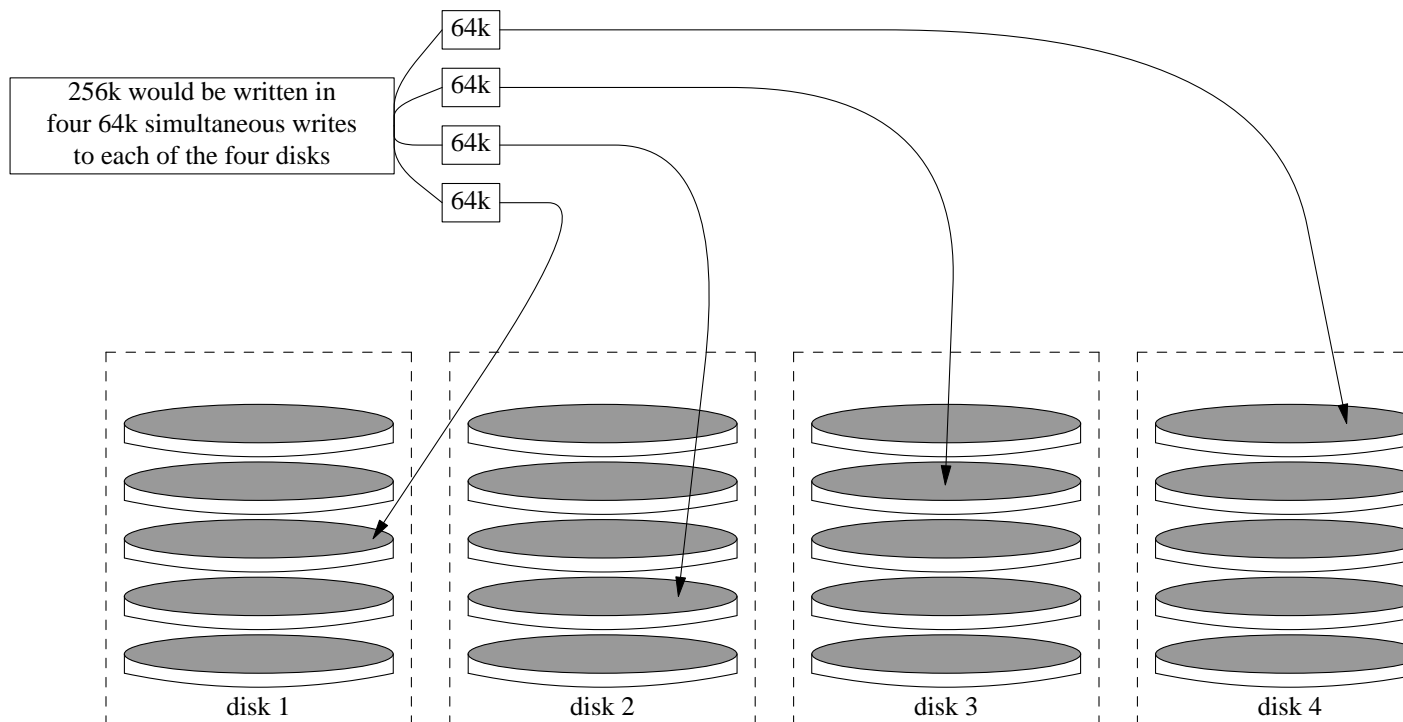 64k
256k would be written in
four 64k simultaneous writes
to each of the four disks
64k
64k
64k
disk 1
disk 2
disk 3
disk 4